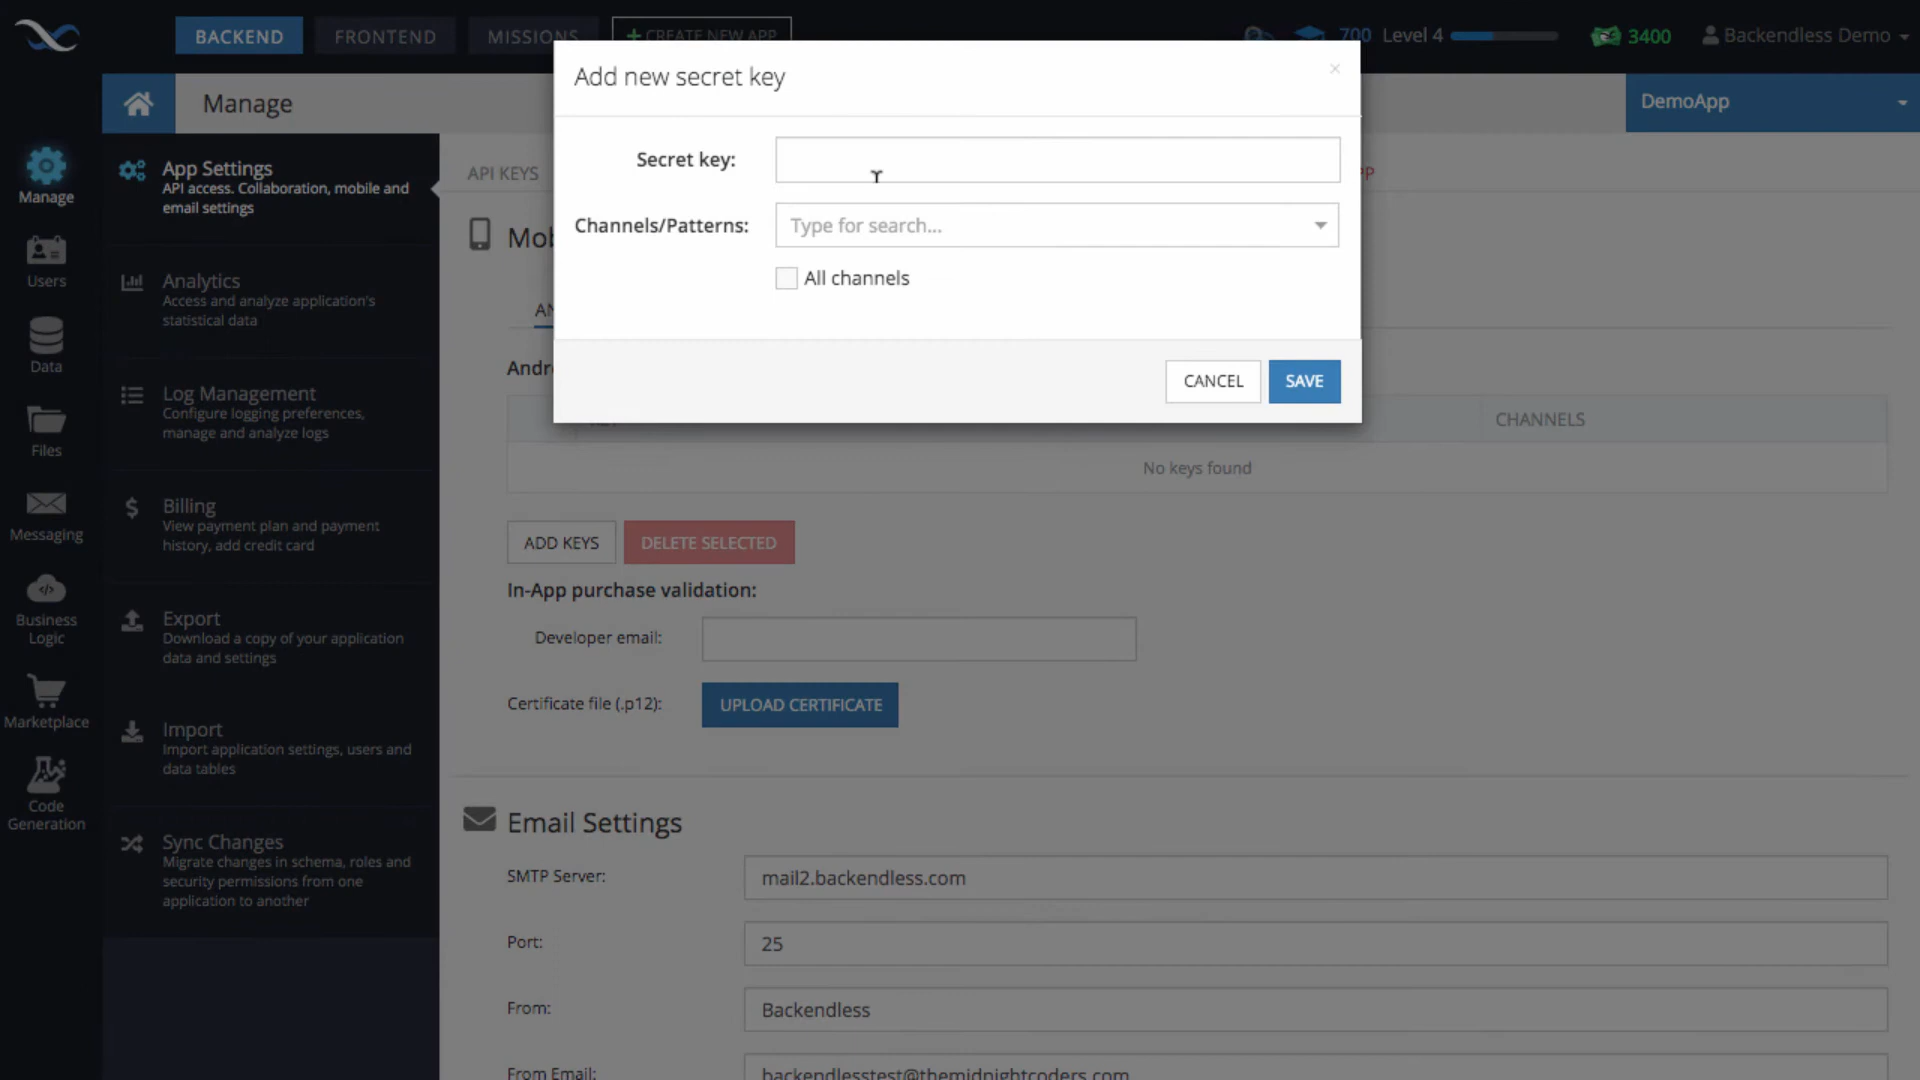 BACKEND
FRONTEND
MISSIONS
+ CREATE NEW APP
700 Level 4
3400
Backendless Demo
Manage
DemoApp
Add new secret key
×
Secret key:
Channels/Patterns:
Type for search...
All channels
CANCEL
SAVE
Manage
Users
Data
Files
Messaging
Business
Logic
Marketplace
Code
Generation
App Settings
API access. Collaboration, mobile and
email settings
Analytics
Access and analyze application's
statistical data
Log Management
Configure logging preferences,
manage and analyze logs
Billing
View payment plan and payment
history, add credit card
Export
Download a copy of your application
data and settings
Import
Import application settings, users and
data tables
Sync Changes
Migrate changes in schema, roles and
security permissions from one
application to another
API KEYS
PP
Mob
AN
Andr
CHANNELS
No keys found
ADD KEYS
DELETE SELECTED
In-App purchase validation:
Developer email:
Certificate file (.p12):
UPLOAD CERTIFICATE
Email Settings
SMTP Server:
mail2.backendless.com
Port:
25
From:
Backendless
From Email:
backendlesstest@themidnightcoders.com